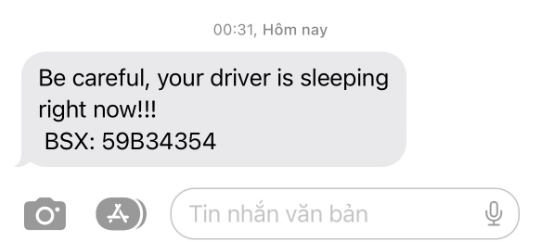 00:31, Hôm nay
Be careful, your driver is sleeping
right now!!!
BSX: 59B34354
Tin nhắn văn bản